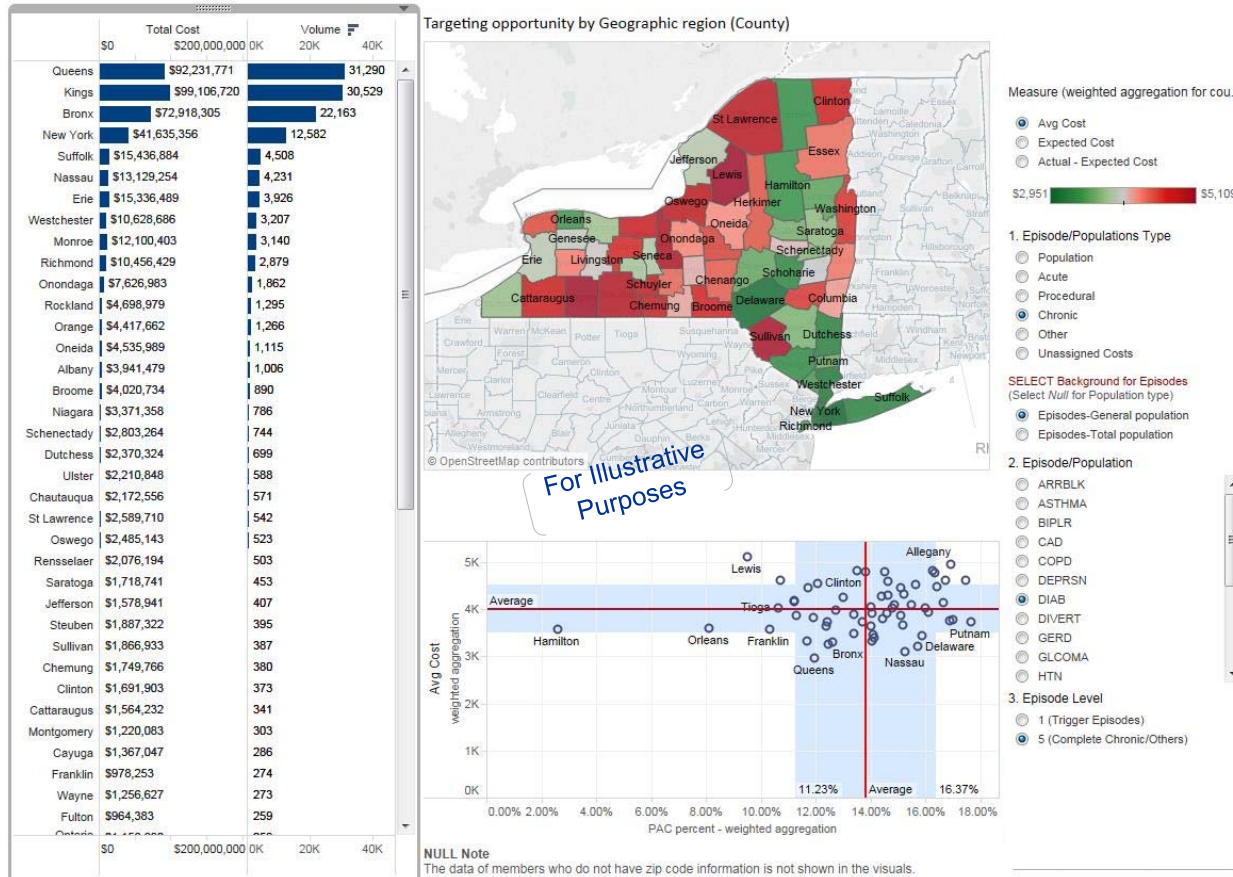 Total Cost
Volume
$0
$200,000,000
0K
20K
40K
Queens $92,231,771 31,290
Kings $99,106,720 30,529
Bronx $72,918,305 22,163
New York $41,635,356 12,582
Suffolk $15,436,884 4,508
Nassau $13,129,254 4,231
Erie $15,336,489 3,926
Westchester $10,628,686 3,207
Monroe $12,100,403 3,140
Richmond $10,456,429 2,879
Onondaga $7,626,983 1,862
Rockland $4,698,979 1,295
Orange $4,417,662 1,266
Oneida $4,535,989 1,115
Albany $3,941,479 1,006
Broome $4,020,734 890
Niagara $3,371,358 786
Schenectady $2,803,264 744
Dutchess $2,370,324 699
Ulster $2,210,848 588
Chautauqua $2,172,556 571
St Lawrence $2,589,710 542
Oswego $2,485,143 523
Rensselaer $2,076,194 503
Saratoga $1,718,741 453
Jefferson $1,578,941 407
Steuben $1,887,322 395
Sullivan $1,866,933 387
Chemung $1,749,766 380
Clinton $1,691,903 373
Cattaraugus $1,564,232 341
Montgomery $1,220,083 303
Cayuga $1,367,047 286
Franklin $978,253 274
Wayne $1,256,627 273
Fulton $964,383 259
$0
$200,000,000
0K
20K
40K
Targeting opportunity by Geographic region (County)
Clinton
St Lawrence
Essex
Jefferson
Lewis
Hamilton
Oswego
Herkimer
Washington
Orleans
Oneida
Saratoga
Genesee
Onondaga
Schenectady
Erie
Livingston
Seneca
Schoharie
Schuyler
Chenango
Cattaraugus
Chemung
Broome
Delaware
Columbia
Sullivan
Dutchess
Putnam
Westchester
Suffolk
New York
Richmond
© OpenStreetMap contributors
For Illustrative
Purposes
5K
4K
3K
2K
1K
0K
Avg Cost
weighted aggregation
Average
Allegany
Lewis
Clinton
Tioga
Hamilton
Orleans
Franklin
Putnam
Bronx
Delaware
Queens
Nassau
11.23%
Average
16.37%
0.00% 2.00% 4.00% 6.00% 8.00% 10.00% 12.00% 14.00% 16.00% 18.00%
PAC percent - weighted aggregation
NULL Note
The data of members who do not have zip code information is not shown in the visuals.
Measure (weighted aggregation for cou.
Avg Cost
Expected Cost
Actual - Expected Cost
$2,951
$5,109
1. Episode/Populations Type
Population
Acute
Procedural
Chronic
Other
Unassigned Costs
SELECT Background for Episodes
(Select Null for Population type)
Episodes-General population
Episodes-Total population
2. Episode/Population
ARRBLK
ASTHMA
BIPLR
CAD
COPD
DEPRSN
DIAB
DIVERT
GERD
GLCOMA
HTN
3. Episode Level
1 (Trigger Episodes)
5 (Complete Chronic/Others)